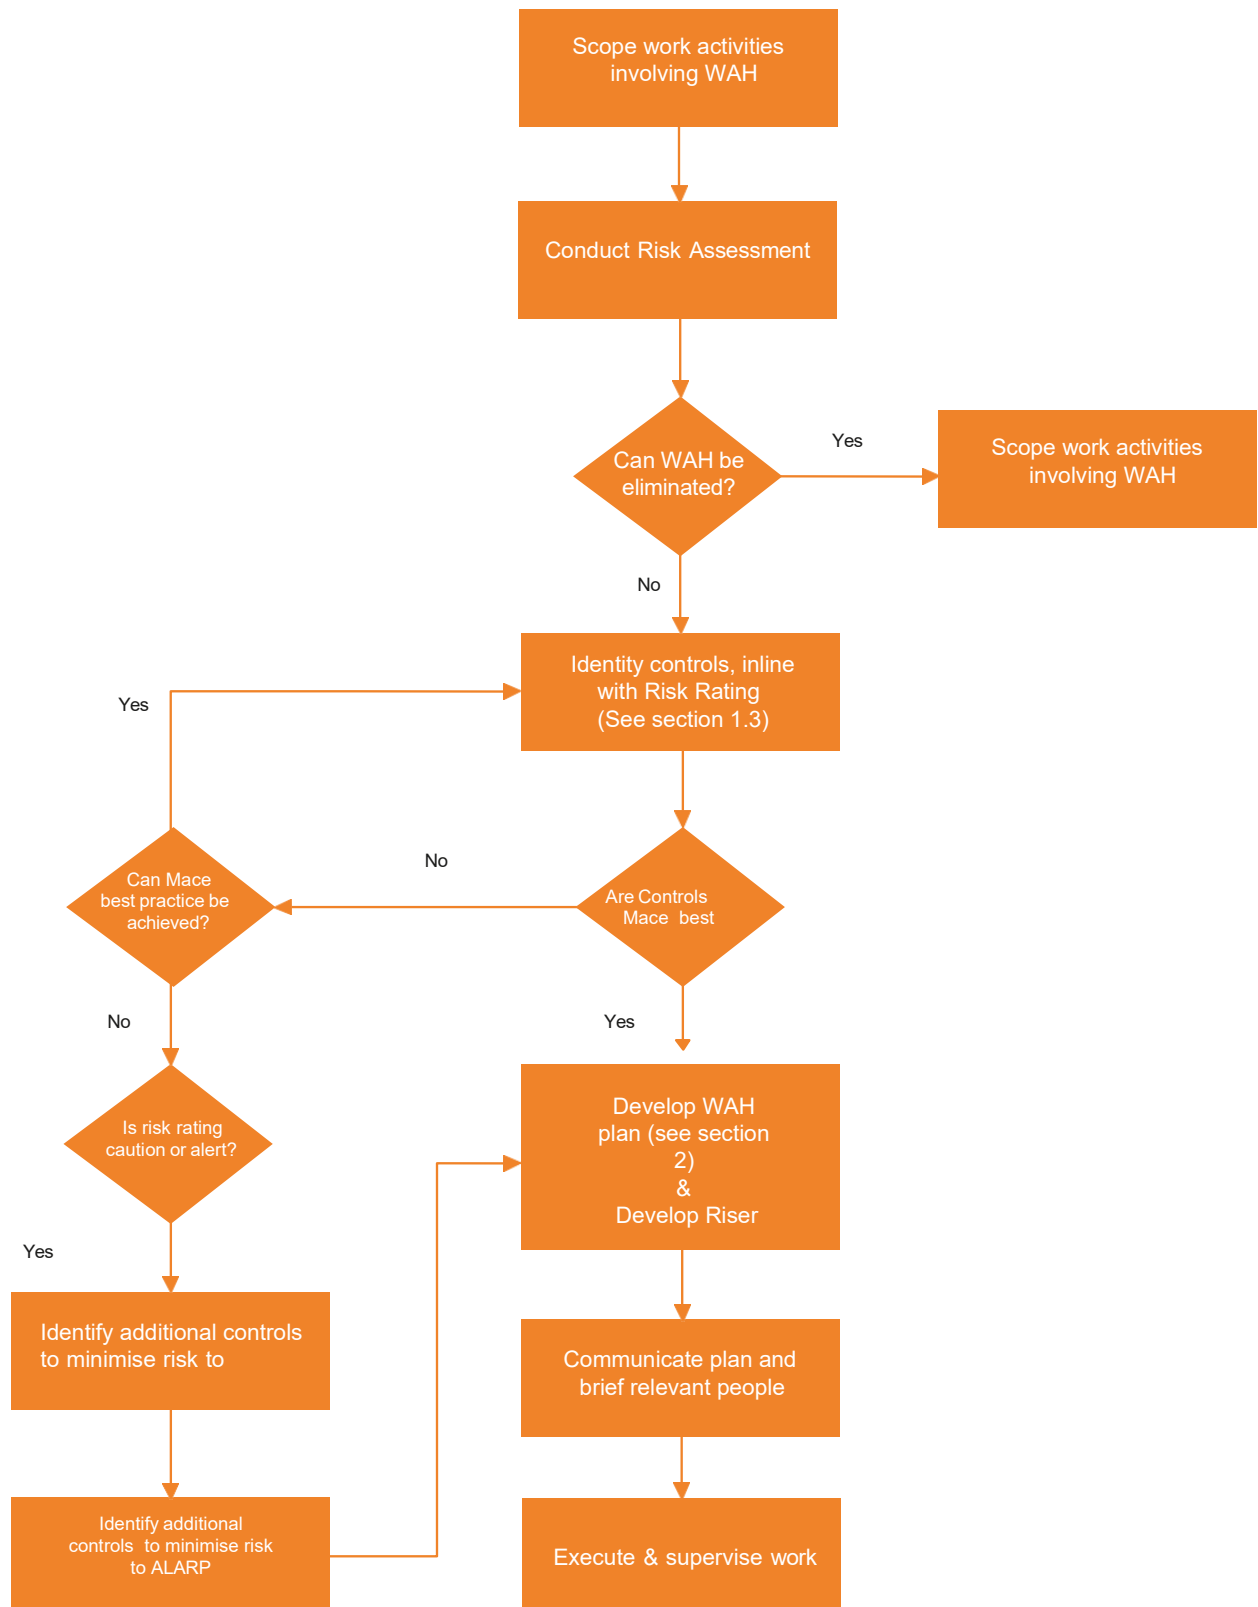 Scope work activities
involving WAH
Conduct Risk Assessment
Can WAH be
eliminated?
Yes
Scope work activities
involving WAH
No
Identity controls, inline
with Risk Rating
(See section 1.3)
Yes
Can Mace
best practice be
achieved?
No
Are Controls
Mace best
No
Yes
Is risk rating
caution or alert?
Develop WAH
plan (see section
2)
&
Develop Riser
Yes
Identify additional controls
to minimise risk to
Communicate plan and
brief relevant people
Identify additional
controls to minimise risk
to ALARP
Execute & supervise work